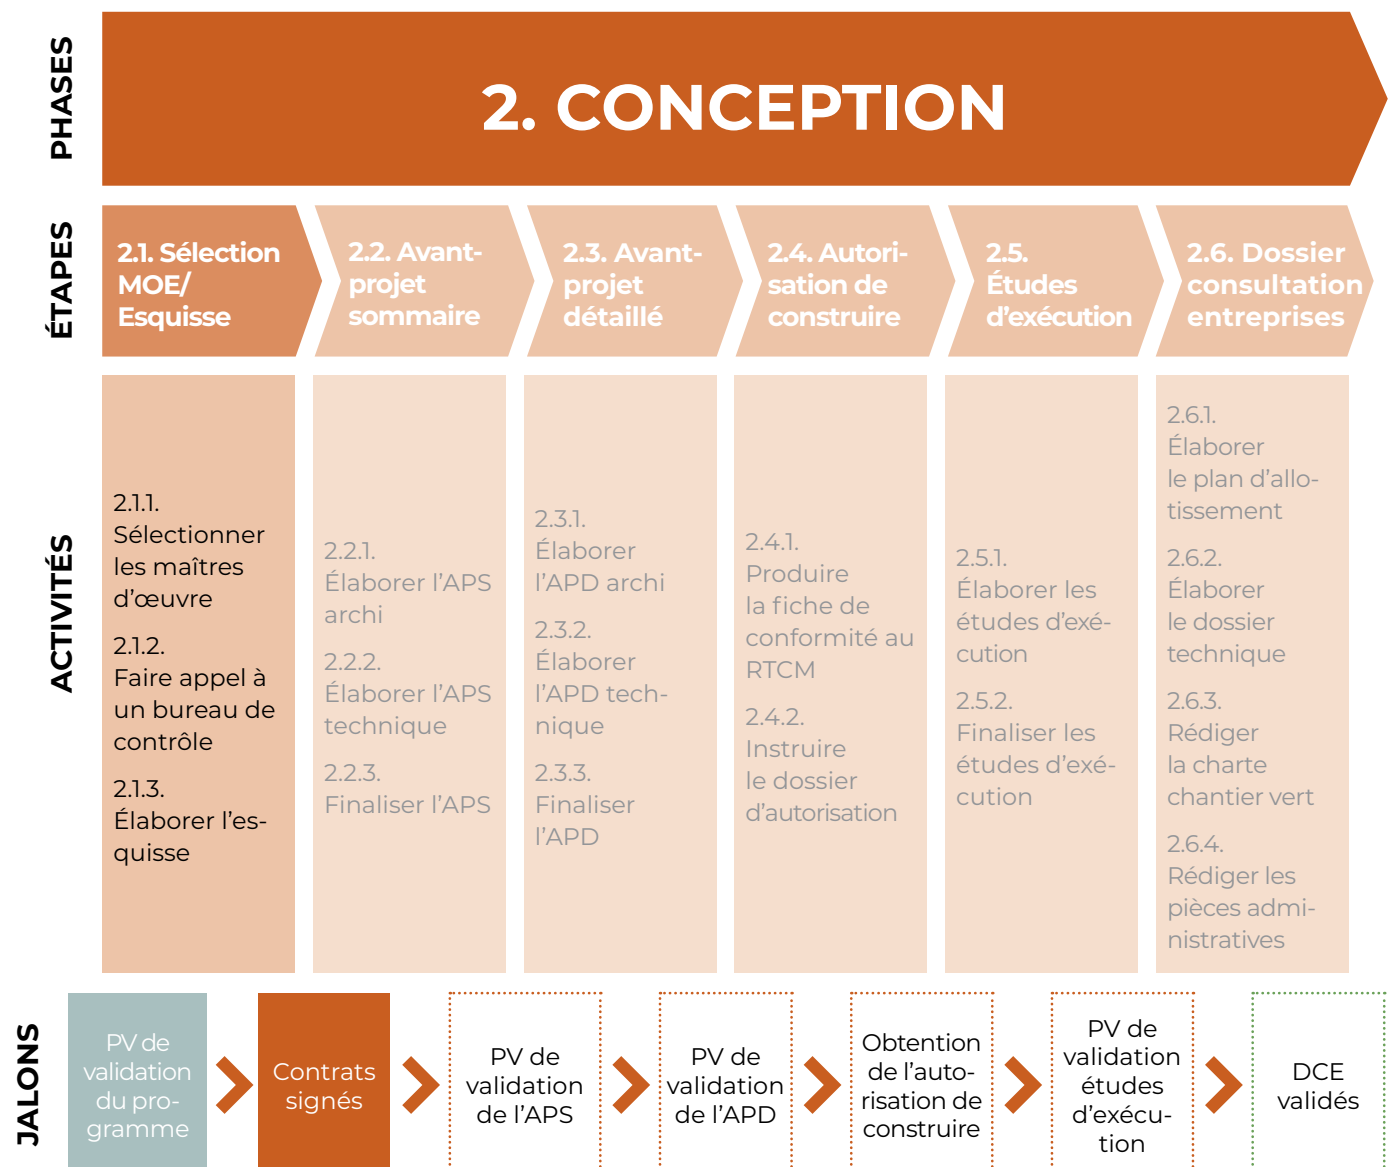 PHASES
2. CONCEPTION
ÉTAPES
2.1. Sélection
MOE/
Esquisse
2.2. Avant-
projet
sommaire
2.3. Avant-
projet
détaillé
2.4. Autori-
sation de
construire
2.5.
Études
d’exécution
2.6. Dossier
consultation
entreprises
ACTIVITÉS
2.1.1.
Sélectionner
les maîtres
d’œuvre
2.1.2.
Faire appel à
un bureau de
contrôle
2.1.3.
Élaborer l’es-
quisse
2.2.1.
Élaborer l’APS
archi
2.2.2.
Élaborer l’APS
technique
2.2.3.
Finaliser l’APS
2.3.1.
Élaborer
l’APD archi
2.3.2.
Élaborer
l’APD tech-
nique
2.3.3.
Finaliser
l’APD
2.4.1.
Produire
la fiche de
conformité au
RTCM
2.4.2.
Instruire
le dossier
d’autorisation
2.5.1.
Élaborer les
études d’exé-
cution
2.5.2.
Finaliser les
études d’exé-
cution
2.6.1.
Élaborer
le plan d’allo-
tissement
2.6.2.
Élaborer
le dossier
technique
2.6.3.
Rédiger
la charte
chantier vert
2.6.4.
Rédiger les
pièces admi-
nistratives
JALONS
PV de
validation
du pro-
gramme
Contrats
signés
PV de
validation
de l’APS
PV de
validation
de l’APD
Obtention
de l’auto-
risation de
construire
PV de
validation
études
d’exécu-
tion
DCE
validés